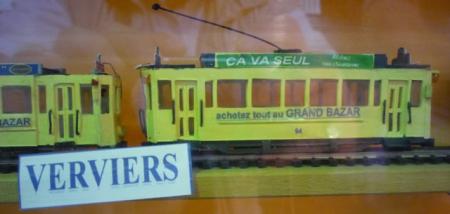 ÇA VA SEUL
achetez tout au GRAND BAZAR
94
BAZAR
VERVIERS